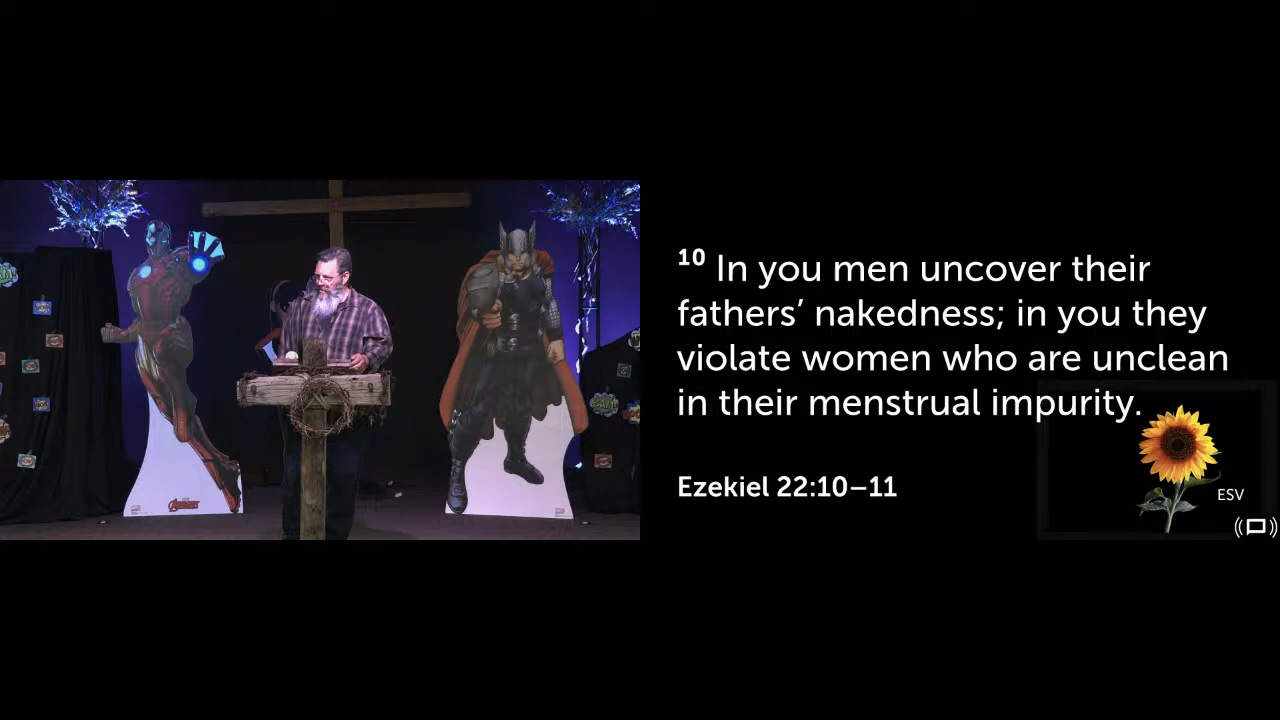 10 In you men uncover their
fathers’ nakedness; in you they
violate women who are unclean
in their menstrual impurity.
Ezekiel 22:10–11
ESV
AVENGERS